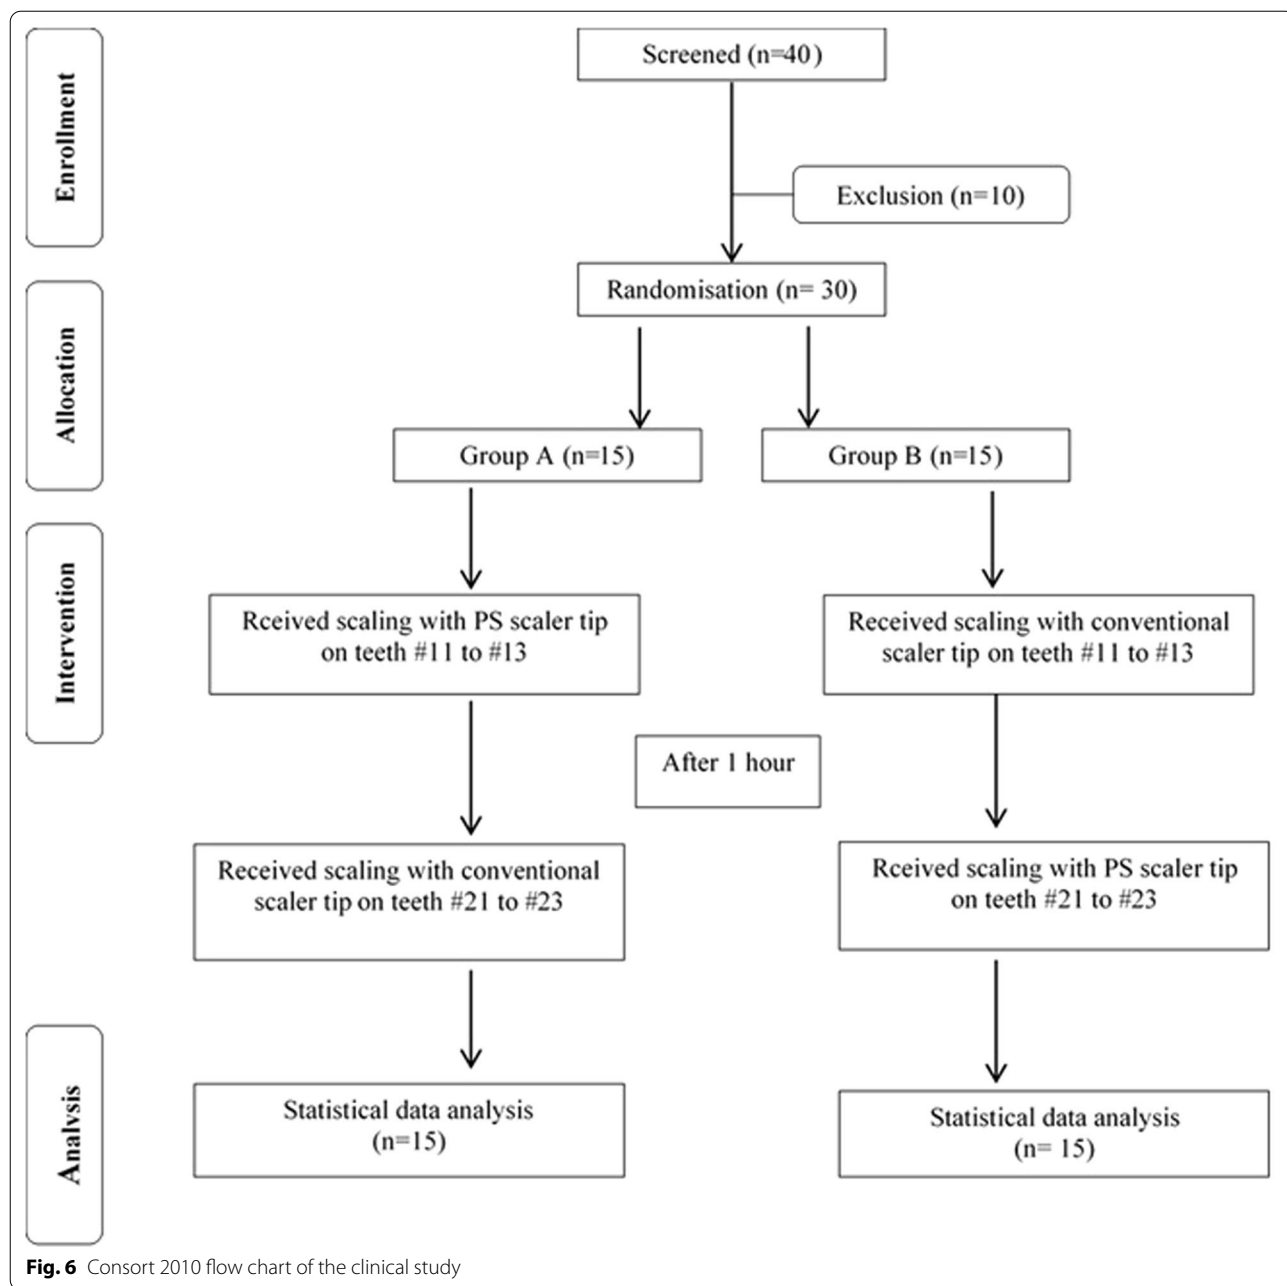 Enrollment
Screened (n=40)
Exclusion (n=10)
Randomisation (n= 30)
Allocation
Group A (n=15)
Group B (n=15)
Intervention
Rceived scaling with PS scaler tip
on teeth #11 to #13
Received scaling with conventional
scaler tip on teeth #11 to #13
After 1 hour
Received scaling with conventional
scaler tip on teeth #21 to #23
Rceived scaling with PS scaler tip
on teeth #21 to #23
Analysis
Statistical data analysis
(n=15)
Statistical data analysis
(n= 15)
Fig. 6 Consort 2010 flow chart of the clinical study